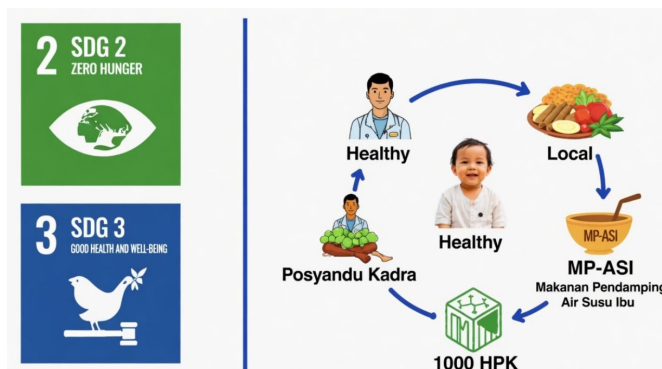 2 SDG 2
ZERO HUNGER
3 SDG 3
GOOD HEALTH AND WELL-BEING
Healthy
Local
Healthy
Posyandu Kadra
MP-ASI
MP-ASI
Makanan Pendamping
Air Susu Ibu
1000 HPK